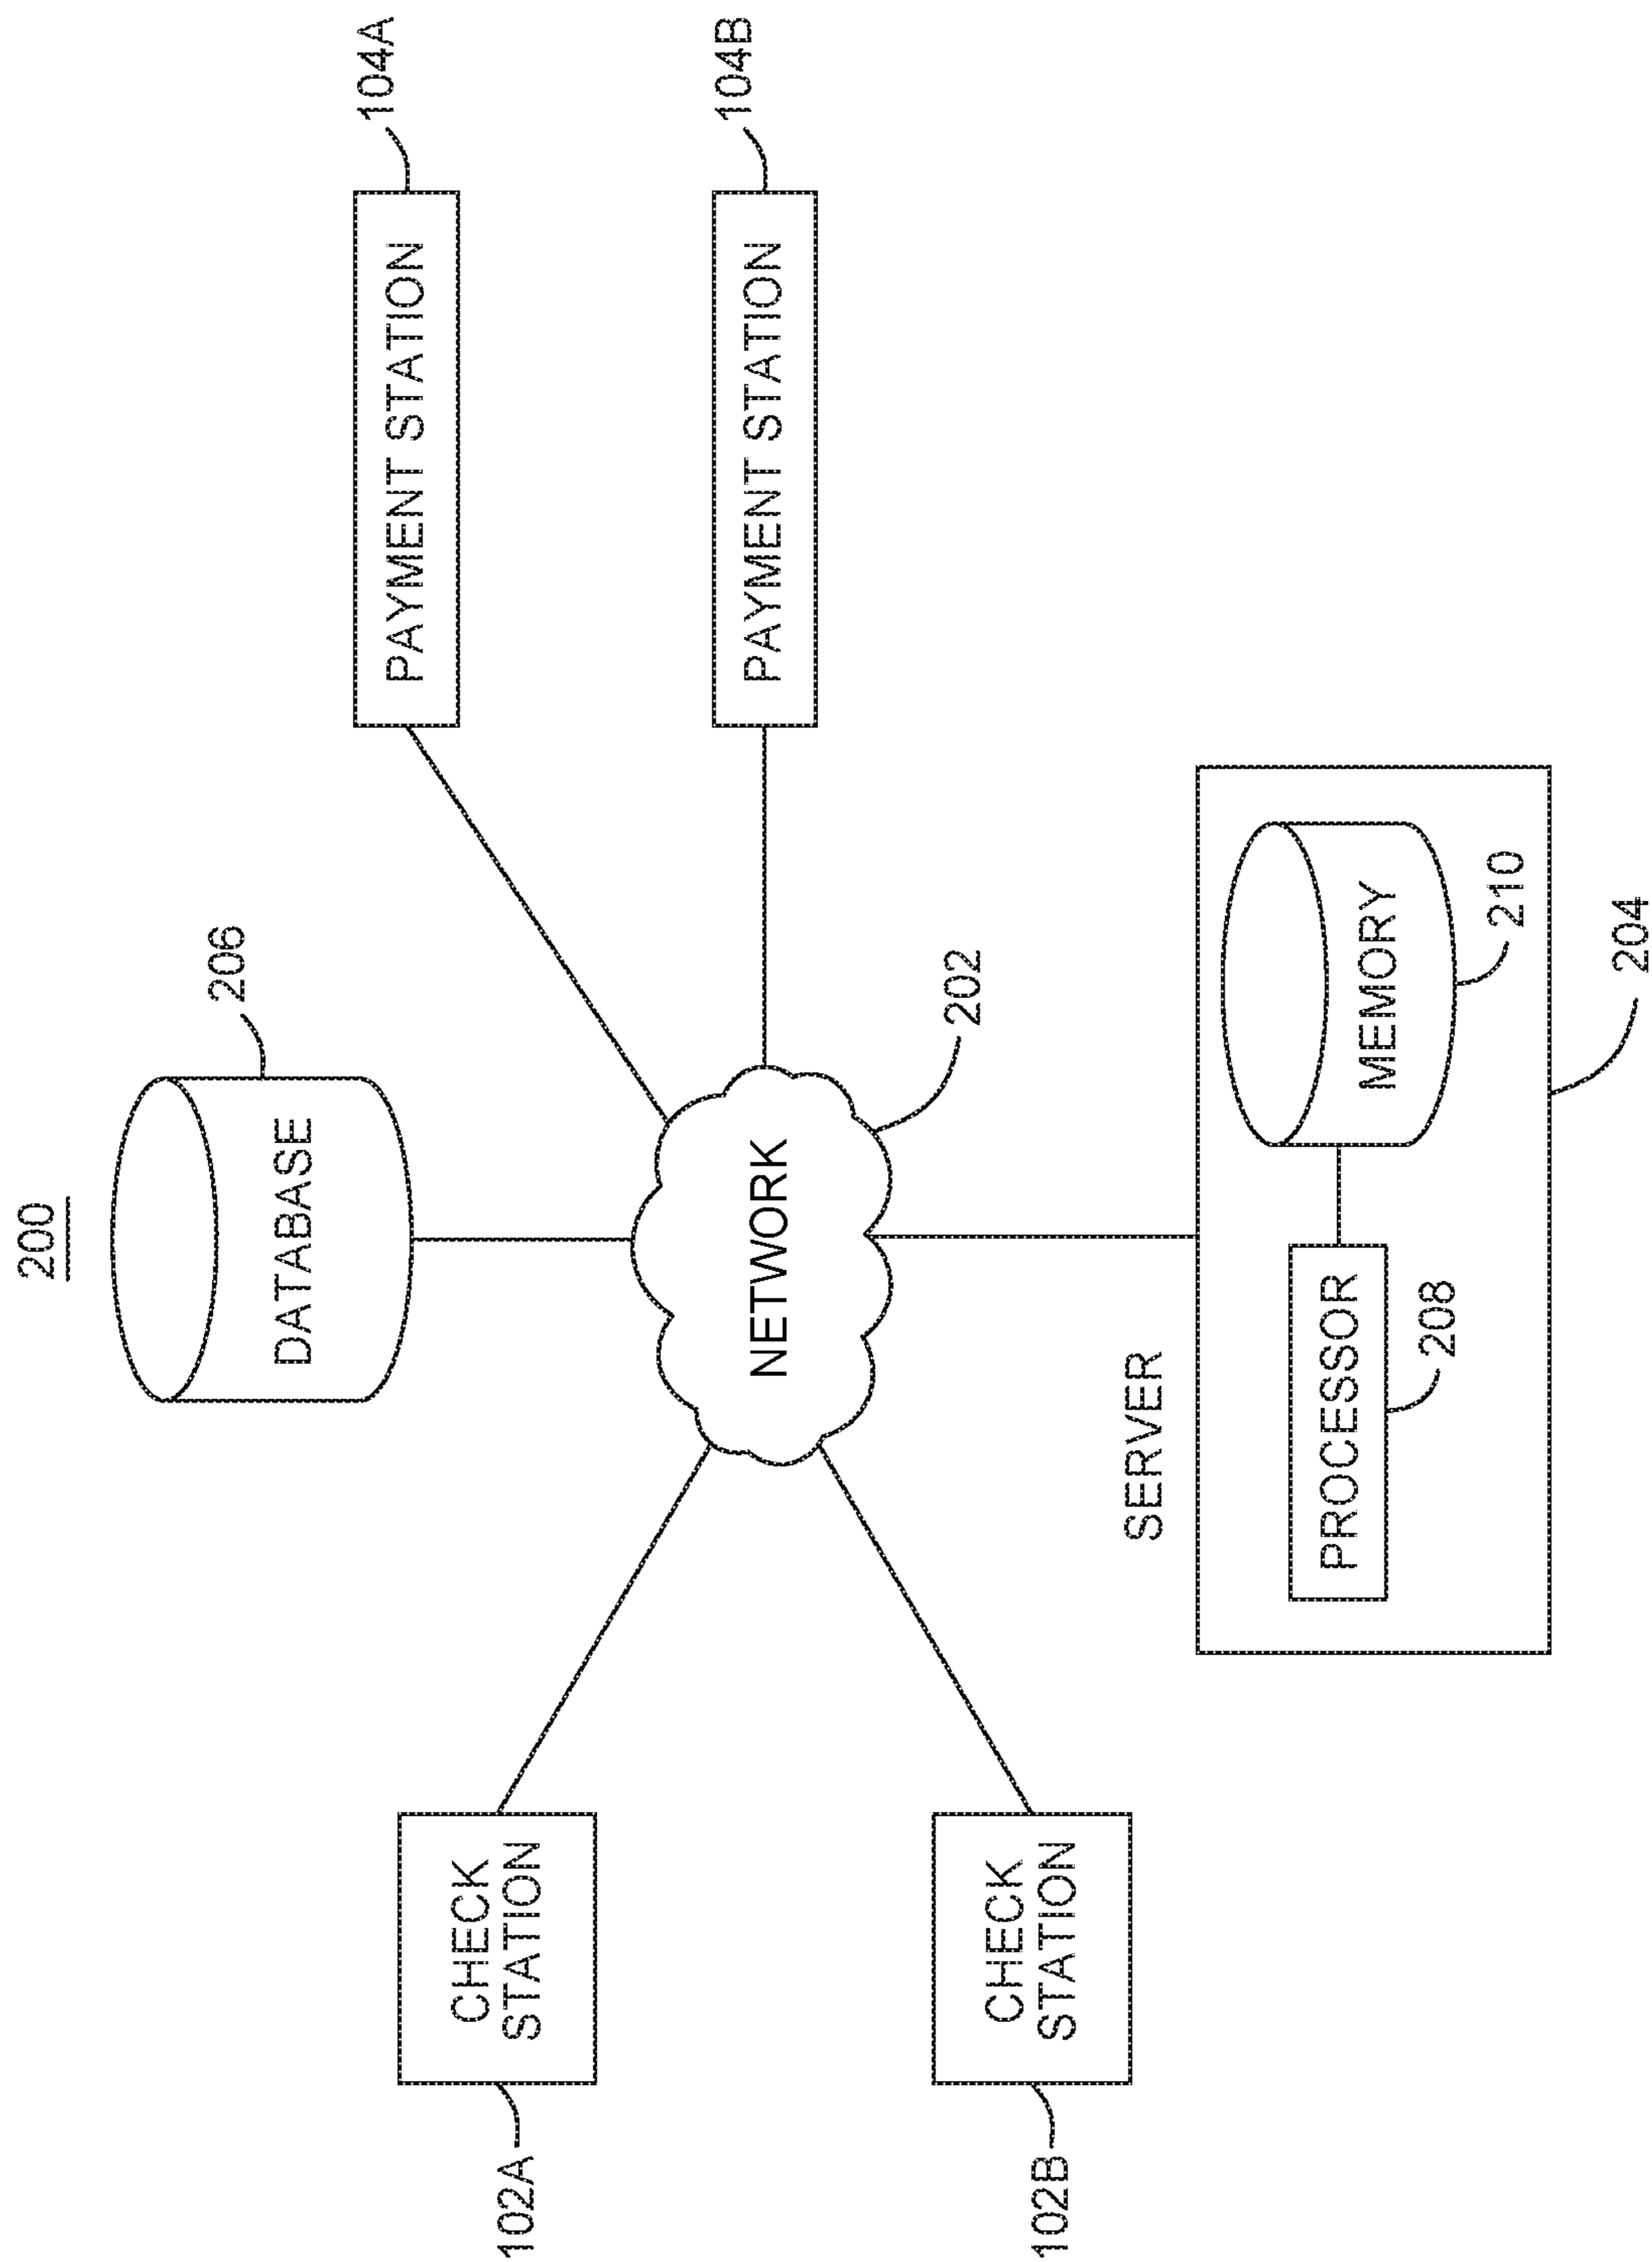 200
206
DATABASE
104A
PAYMENT STATION
104B
PAYMENT STATION
NETWORK
202
CHECK
STATION
102A
CHECK
STATION
102B
SERVER
PROCESSOR
208
MEMORY
210
204